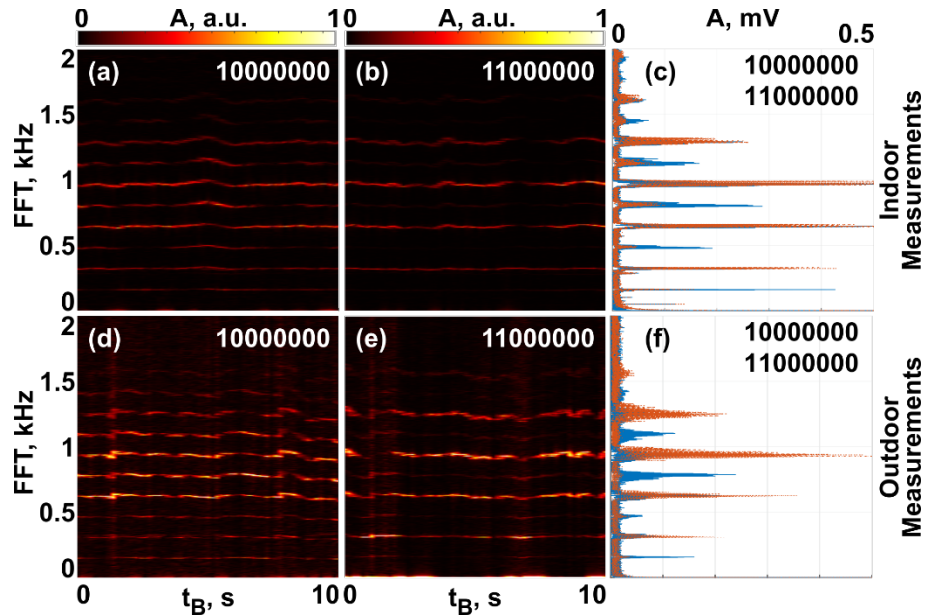 0 A, a.u. 10 A, a.u. 1
A, mV
0 0.5
(a) 10000000
(b) 11000000
(c) 10000000
11000000
2
1.5
1
0.5
0
FFT, kHz
Indoor
Measurements
(d) 10000000
(e) 11000000
(f) 10000000
11000000
2
1.5
1
0.5
0
FFT, kHz
Outdoor
Measurements
0 10 10
tB, s tB, s